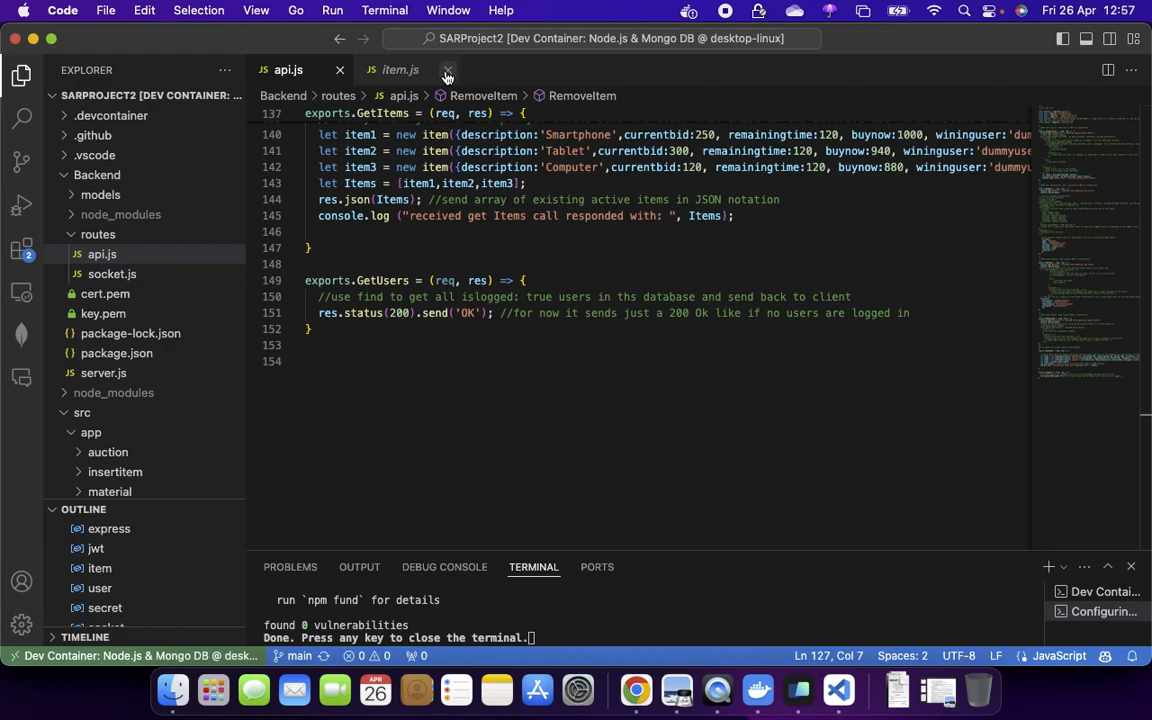 Code File Edit Selection View Go Run Terminal Window Help Fri 26 Apr 12:57
SARProject2 [Dev Container: Node.js & Mongo DB @ desktop-linux]
EXPLORER
SARPROJECT2 [DEV CONTAINER: ...
.devcontainer
.github
.vscode
Backend
models
node_modules
routes
JS api.js
JS socket.js
cert.pem
key.pem
{} package-lock.json
{} package.json
JS server.js
node_modules
src
app
auction
insertitem
material
OUTLINE
express
jwt
item
user
secret
TIMELINE
2
JS api.js JS item.js
Backend > routes > JS api.js > RemoveItem > RemoveItem
137 exports.GetItems = (req, res) => {
140 let item1 = new item({description:'Smartphone',currentbid:250, remainingtime:120, buynow:1000, wininguser:'dum
141 let item2 = new item({description:'Tablet',currentbid:300, remainingtime:120, buynow:940, wininguser:'dummyuse
142 let item3 = new item({description:'Computer',currentbid:120, remainingtime:120, buynow:880, wininguser:'dummyu
143 let Items = [item1,item2,item3];
144 res.json(Items); //send array of existing active items in JSON notation
145 console.log ("received get Items call responded with: ", Items);
146
147 }
148
149 exports.GetUsers = (req, res) => {
150 //use find to get all islogged: true users in ths database and send back to client
151 res.status(200).send('OK'); //for now it sends just a 200 Ok like if no users are logged in
152 }
153
154
PROBLEMS OUTPUT DEBUG CONSOLE TERMINAL PORTS
run `npm fund` for details
found 0 vulnerabilities
Done. Press any key to close the terminal.
Dev Contai...
Configurin...
Dev Container: Node.js & Mongo DB @ desk... main 0 0 0 Ln 127, Col 7 Spaces: 2 UTF-8 LF {} JavaScript
APR
26